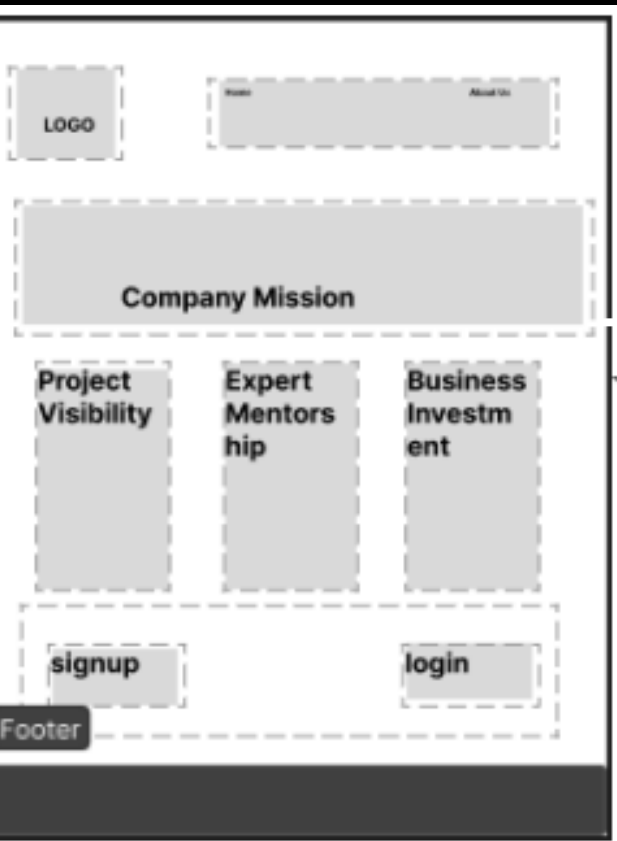 Home
About Us
LOGO
Company Mission
Project
Visibility
Expert
Mentors
hip
Business
Investm
ent
signup
login
Footer